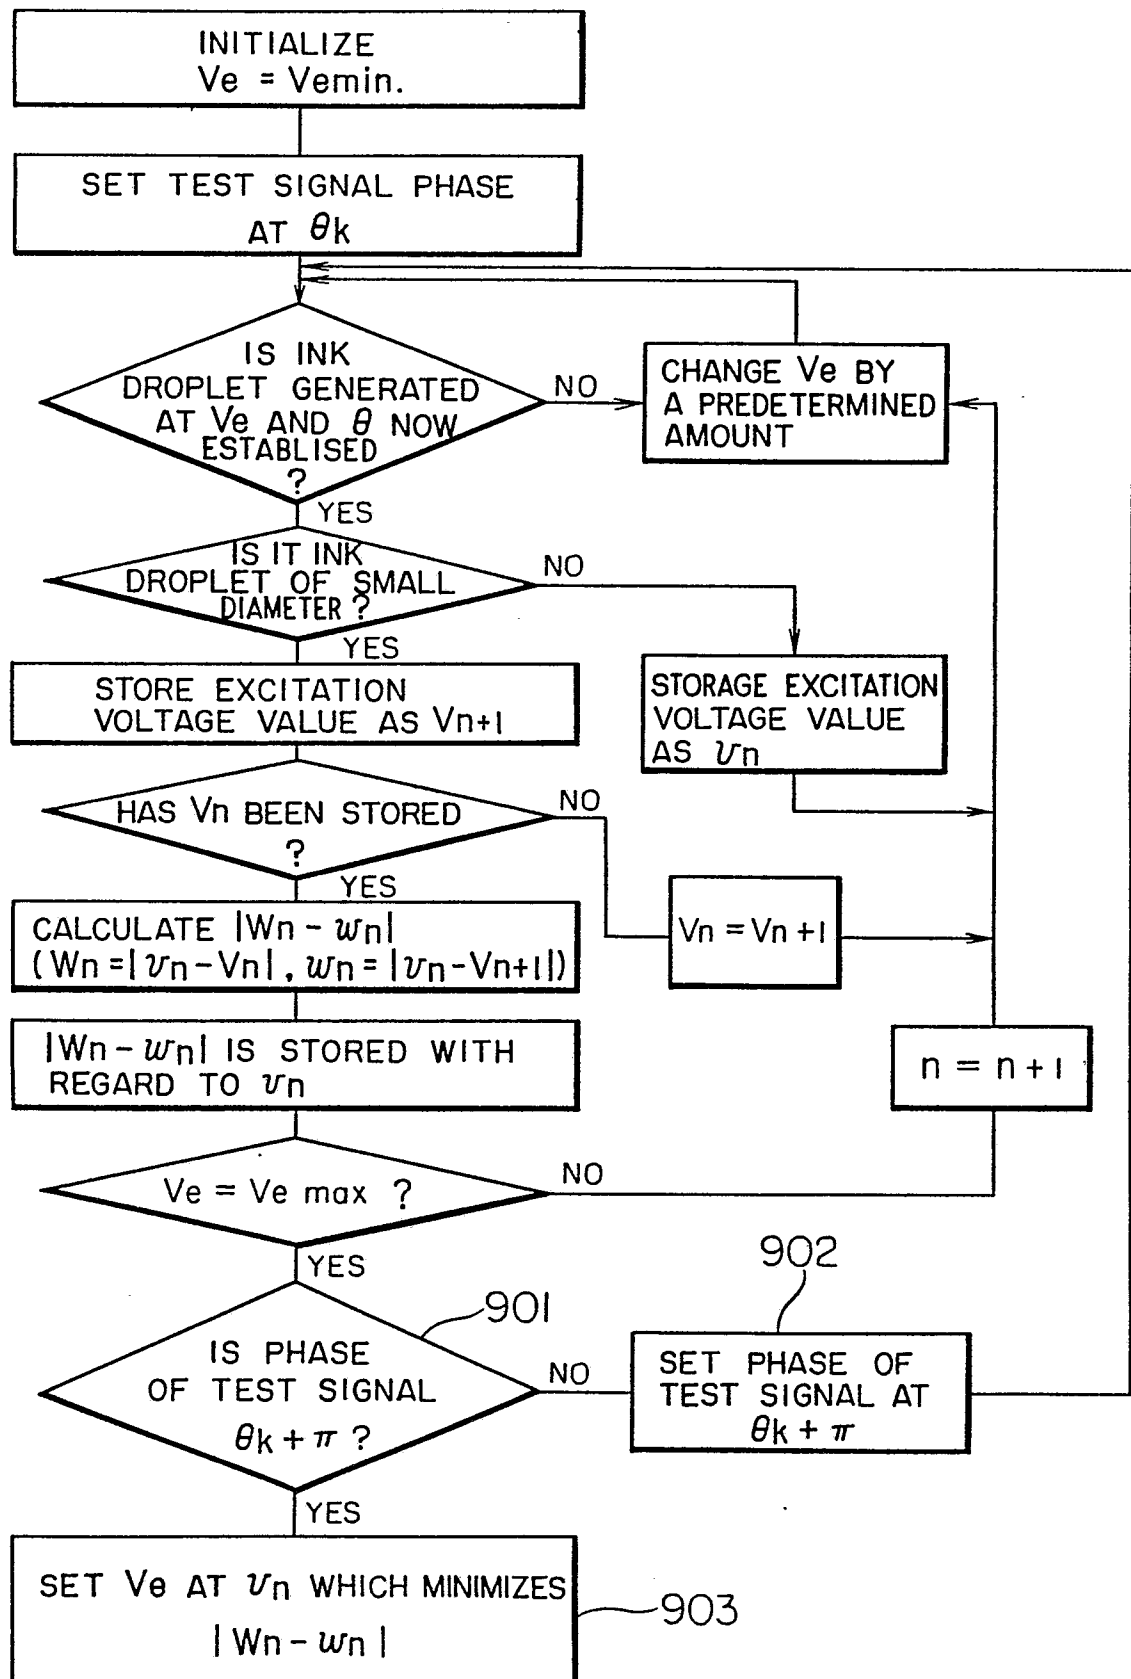 INITIALIZE
Ve = Vemin.
SET TEST SIGNAL PHASE
AT θk
IS INK
DROPLET GENERATED
AT Ve AND θ NOW
ESTABLISED
?
NO
CHANGE Ve BY
A PREDETERMINED
AMOUNT
YES
IS IT INK
DROPLET OF SMALL
DIAMETER ?
NO
YES
STORE EXCITATION
VOLTAGE VALUE AS Vn+1
STORAGE EXCITATION
VOLTAGE VALUE
AS vn
HAS Vn BEEN STORED
?
NO
YES
Vn = Vn+1
CALCULATE |Wn - wn|
(Wn =|vn-Vn|, wn = |vn-Vn+1|)
|Wn - wn| IS STORED WITH
REGARD TO vn
n = n+1
Ve = Ve max ?
NO
YES
901
902
IS PHASE
OF TEST SIGNAL
θk + π ?
NO
SET PHASE OF
TEST SIGNAL AT
θk + π
YES
SET Ve AT vn WHICH MINIMIZES
|Wn - wn|
903